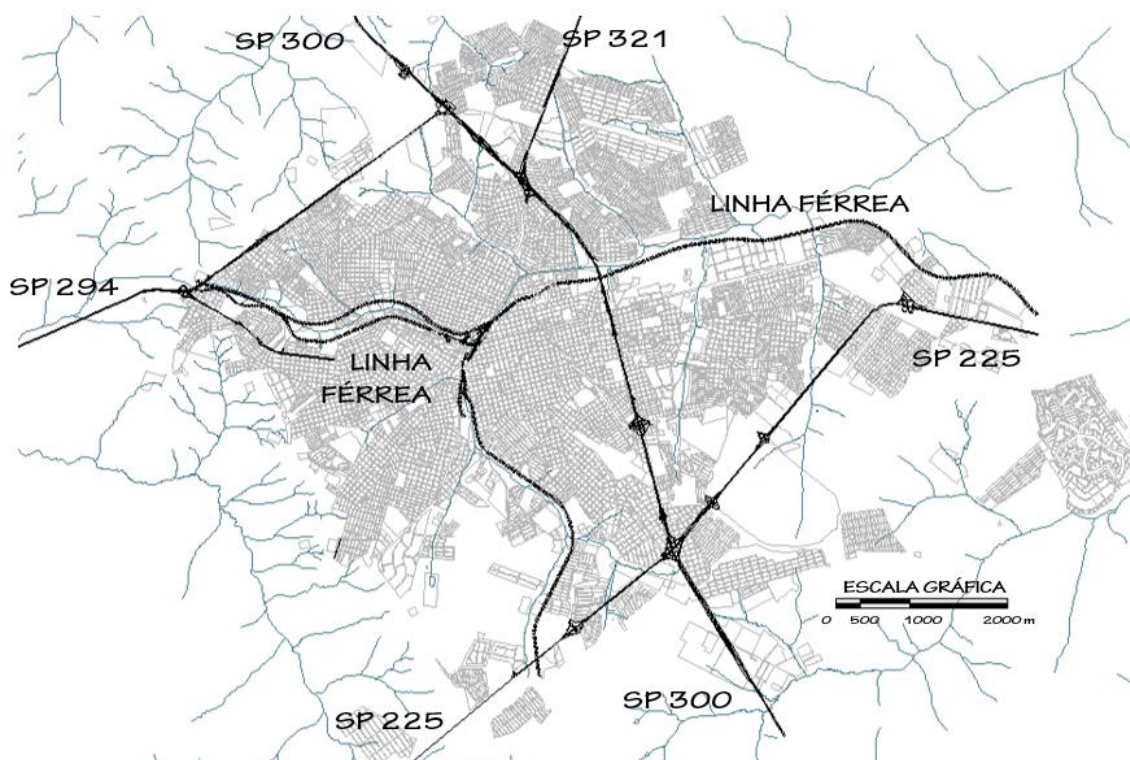 SP 300
SP 321
LINHA FÉRREA
SP 294
LINHA
FÉRREA
SP 225
ESCALA GRÁFICA
0 500 1000 2000 m
SP 300
SP 225